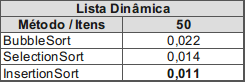 Lista Dinâmica
Método / Itens 50
BubbleSort 0,022
SelectionSort 0,014
InsertionSort 0,011